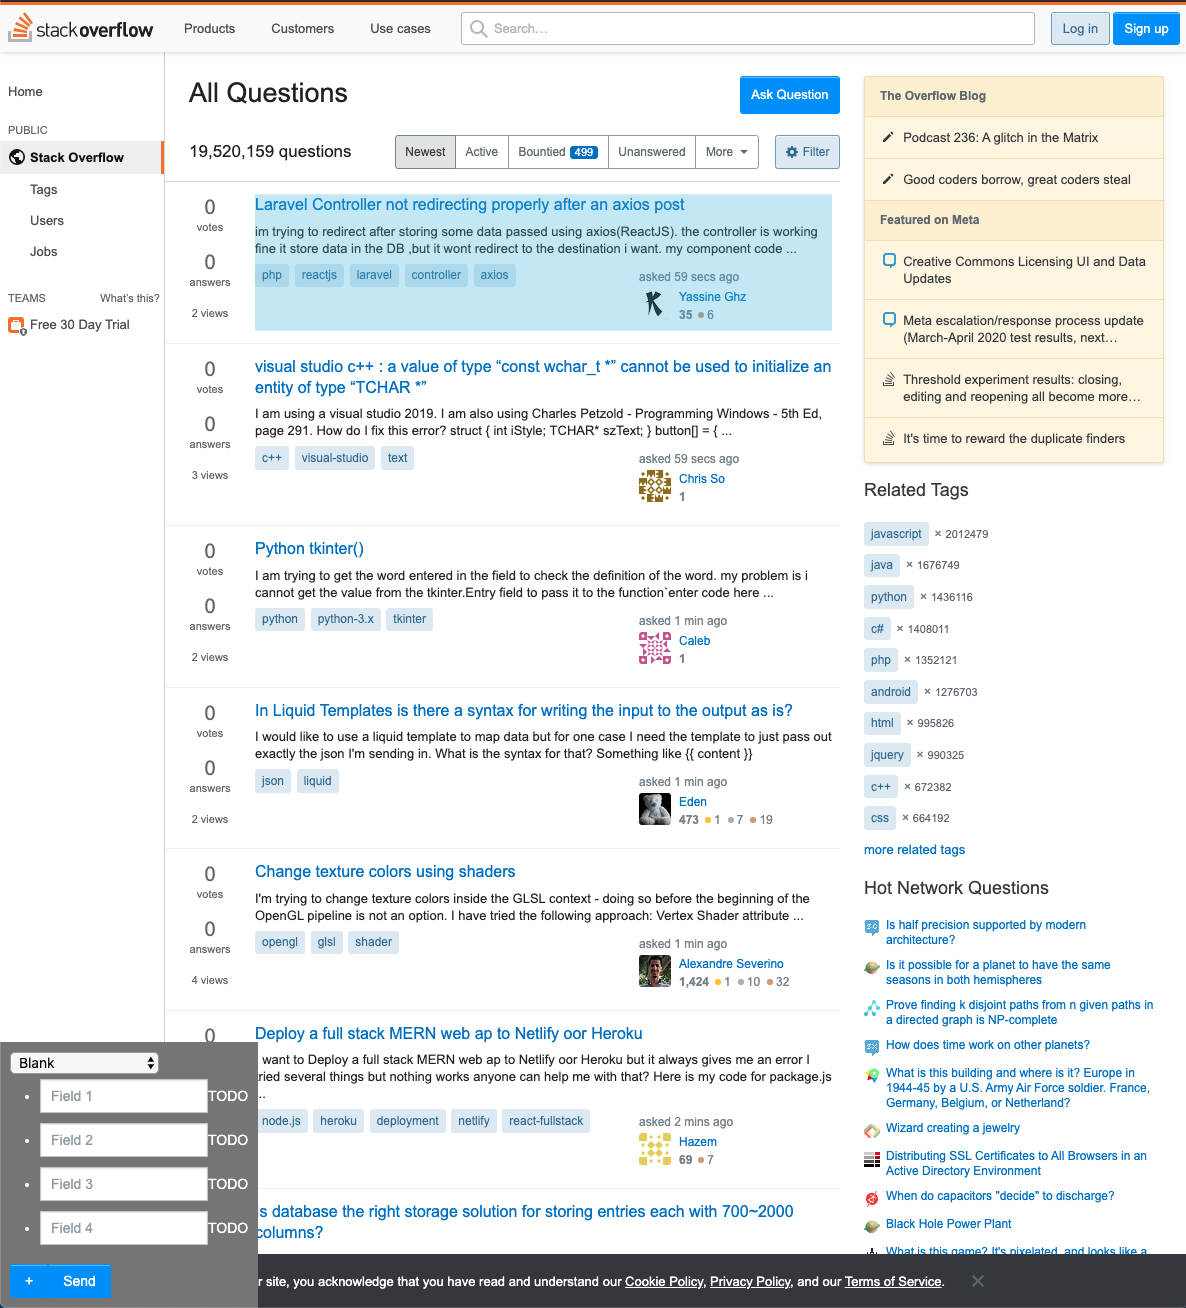 stackoverflow
Products
Customers
Use cases
Search…
Log in
Sign up
Home
PUBLIC
Stack Overflow
Tags
Users
Jobs
TEAMS
What's this?
Free 30 Day Trial
All Questions
Ask Question
19,520,159 questions
Newest
Active
Bountied 499
Unanswered
More
Filter
0
votes
0
answers
2 views
Laravel Controller not redirecting properly after an axios post
im trying to redirect after storing some data passed using axios(ReactJS). the controller is working
fine it store data in the DB ,but it wont redirect to the destination i want. my component code ...
php reactjs laravel controller axios
asked 59 secs ago
Yassine Ghz
35 6
0
votes
0
answers
3 views
visual studio c++ : a value of type “const wchar_t *” cannot be used to initialize an
entity of type “TCHAR *”
I am using a visual studio 2019. I am also using Charles Petzold - Programming Windows - 5th Ed,
page 291. How do I fix this error? struct { int iStyle; TCHAR* szText; } button[] = { ...
c++ visual-studio text
asked 59 secs ago
Chris So
1
0
votes
0
answers
2 views
Python tkinter()
I am trying to get the word entered in the field to check the definition of the word. my problem is i
cannot get the value from the tkinter.Entry field to pass it to the function`enter code here ...
python python-3.x tkinter
asked 1 min ago
Caleb
1
0
votes
0
answers
2 views
In Liquid Templates is there a syntax for writing the input to the output as is?
I would like to use a liquid template to map data but for one case I need the template to just pass out
exactly the json I'm sending in. What is the syntax for that? Something like {{ content }}
json liquid
asked 1 min ago
Eden
473 1 7 19
0
votes
0
answers
4 views
Change texture colors using shaders
I'm trying to change texture colors inside the GLSL context - doing so before the beginning of the
OpenGL pipeline is not an option. I have tried the following approach: Vertex Shader attribute ...
opengl glsl shader
asked 1 min ago
Alexandre Severino
1,424 1 10 32
0
Deploy a full stack MERN web ap to Netlify oor Heroku
want to Deploy a full stack MERN web ap to Netlify oor Heroku but it always gives me an error I
tried several things but nothing works anyone can help me with that? Here is my code for package.js
...
node.js heroku deployment netlify react-fullstack
asked 2 mins ago
Hazem
69 7
s database the right storage solution for storing entries each with 700~2000
columns?
The Overflow Blog
Podcast 236: A glitch in the Matrix
Good coders borrow, great coders steal
Featured on Meta
Creative Commons Licensing UI and Data
Updates
Meta escalation/response process update
(March-April 2020 test results, next…
Threshold experiment results: closing,
editing and reopening all become more…
It's time to reward the duplicate finders
Related Tags
javascript × 2012479
java × 1676749
python × 1436116
c# × 1408011
php × 1352121
android × 1276703
html × 995826
jquery × 990325
c++ × 672382
css × 664192
more related tags
Hot Network Questions
Is half precision supported by modern
architecture?
Is it possible for a planet to have the same
seasons in both hemispheres
Prove finding k disjoint paths from n given paths in
a directed graph is NP-complete
How does time work on other planets?
What is this building and where is it? Europe in
1944-45 by a U.S. Army Air Force soldier. France,
Germany, Belgium, or Netherland?
Wizard creating a jewelry
Distributing SSL Certificates to All Browsers in an
Active Directory Environment
When do capacitors "decide" to discharge?
Black Hole Power Plant
What is this game? It's pixelated, and looks like a
Blank
Field 1 TODO
Field 2 TODO
Field 3 TODO
Field 4 TODO
+ Send
r site, you acknowledge that you have read and understand our Cookie Policy, Privacy Policy, and our Terms of Service.